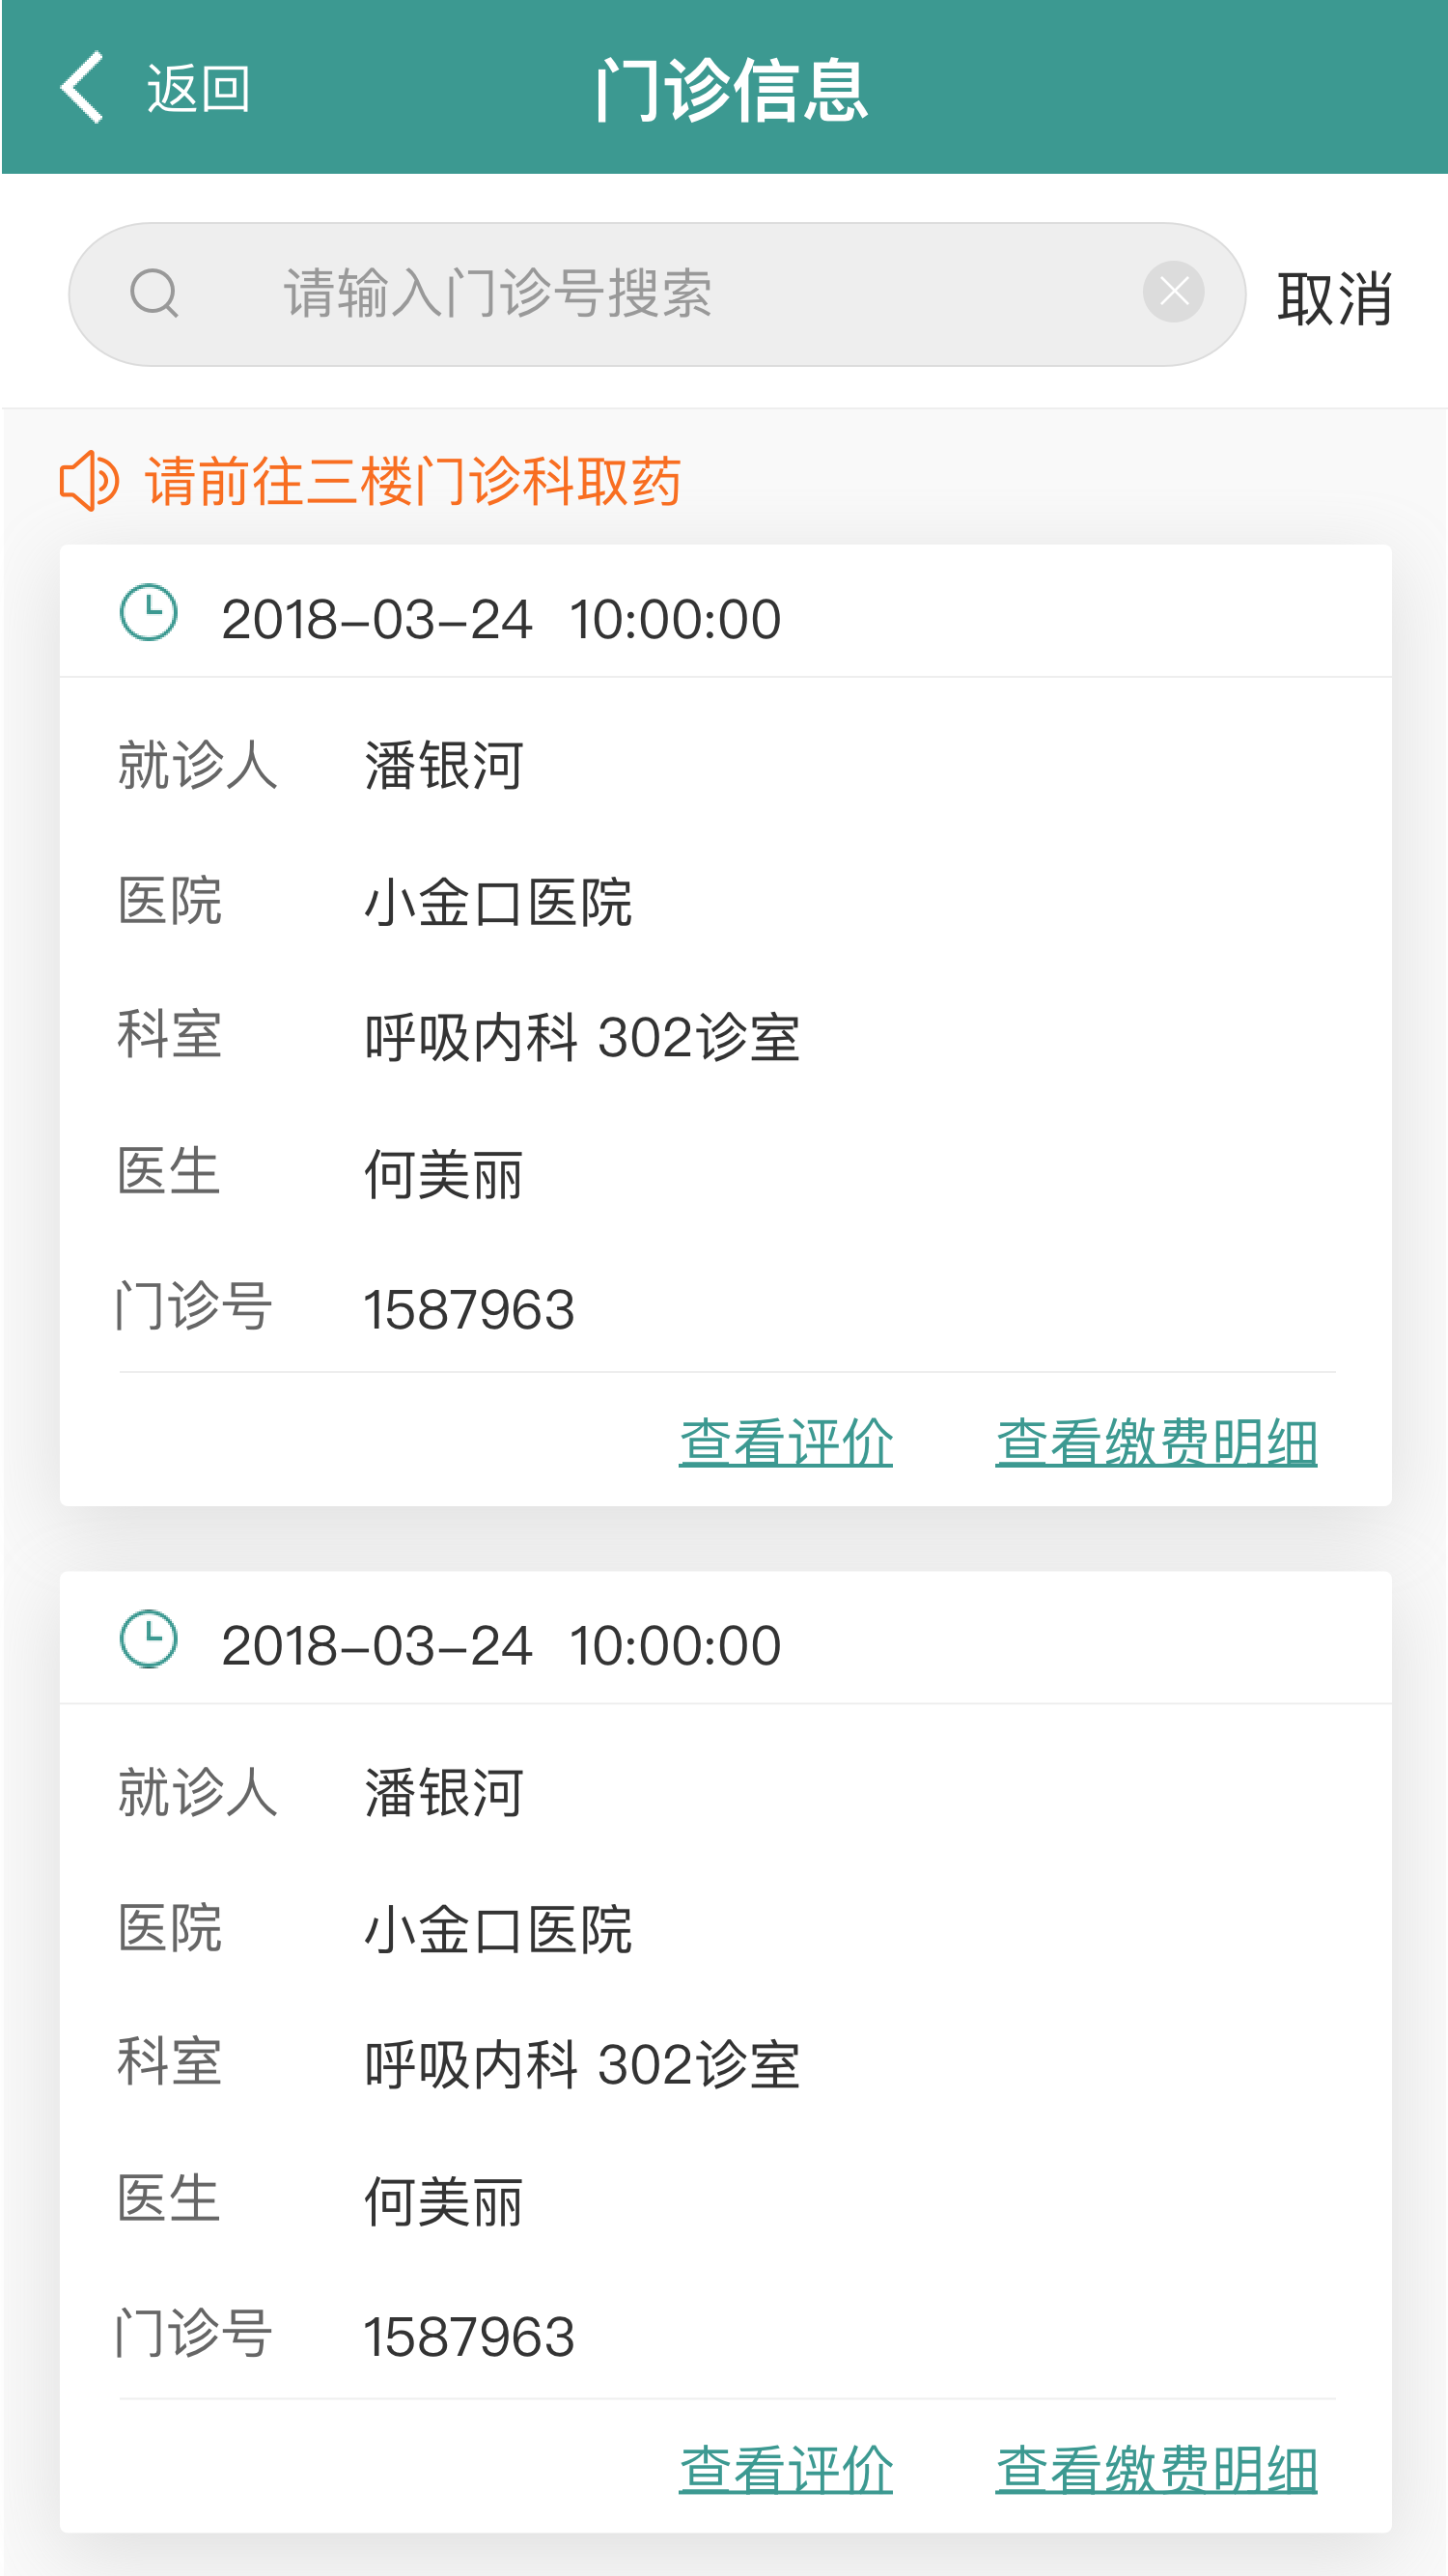 返回 门诊信息
请输入门诊号搜索 取消
请前往三楼门诊科取药
2018-03-24 10:00:00
就诊人 潘银河
医院 小金口医院
科室 呼吸内科 302诊室
医生 何美丽
门诊号 1587963
查看评价 查看缴费明细
2018-03-24 10:00:00
就诊人 潘银河
医院 小金口医院
科室 呼吸内科 302诊室
医生 何美丽
门诊号 1587963
查看评价 查看缴费明细